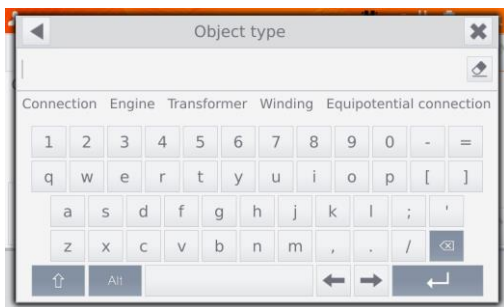 Object type
Connection Engine Transformer Winding Equipotential connection
1 2 3 4 5 6 7 8 9 0 - =
q w e r t y u i o p [ ]
a s d f g h j k l ; '
z x c v b n m , . /
Alt